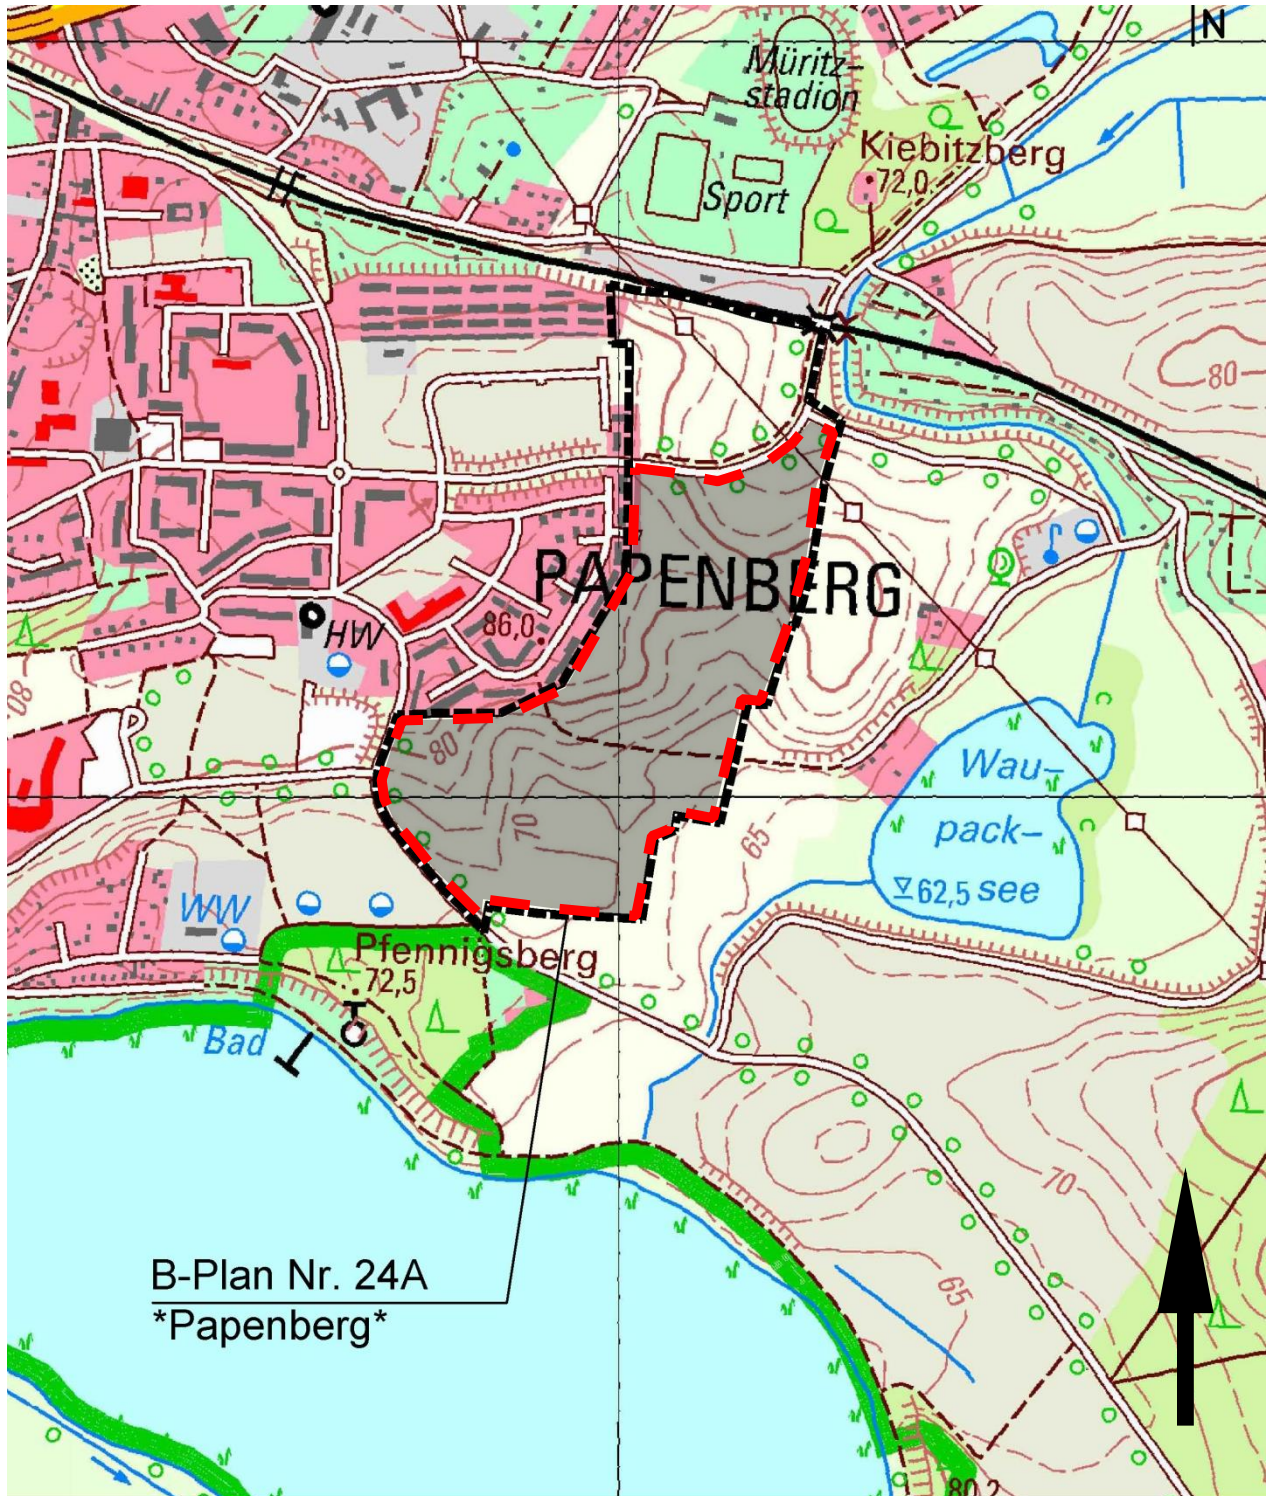 N
Müritz-
stadion
Kiebitzberg
72,0
Sport
80
PAPENBERG
86,0
HW
80
80
70
65
Wau-
pack-
62,5 see
WW
Pfennigsberg
72,5
Bad
70
65
B-Plan Nr. 24A
*Papenberg*
80,2